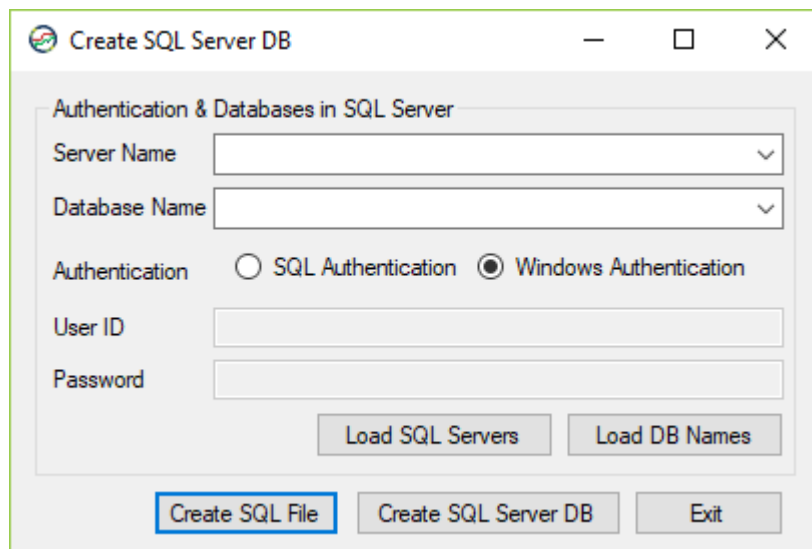 Create SQL Server DB
Authentication & Databases in SQL Server
Server Name
Database Name
Authentication SQL Authentication Windows Authentication
User ID
Password
Load SQL Servers Load DB Names
Create SQL File Create SQL Server DB Exit